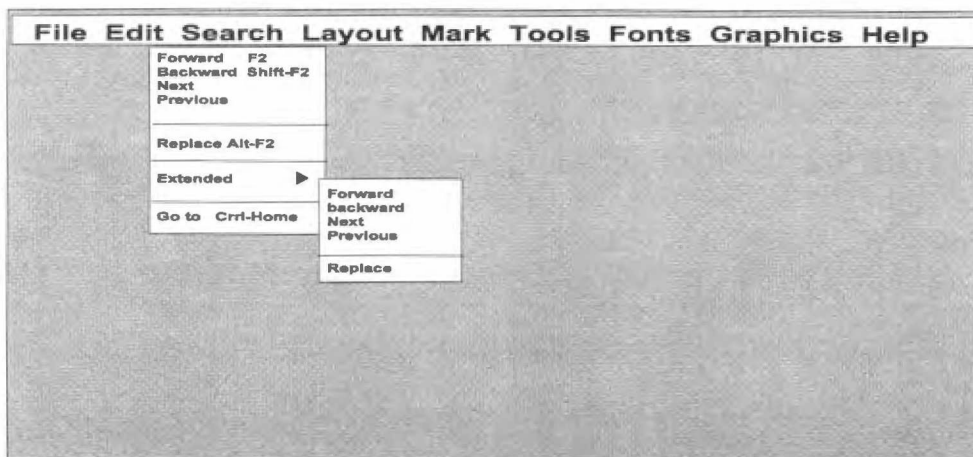 File Edit Search Layout Mark Tools Fonts Graphics Help
Forward F2
Backward Shift-F2
Next
Previous
Replace Alt-F2
Extended
Go to Crrl-Home
Forward
backward
Next
Previous
Replace